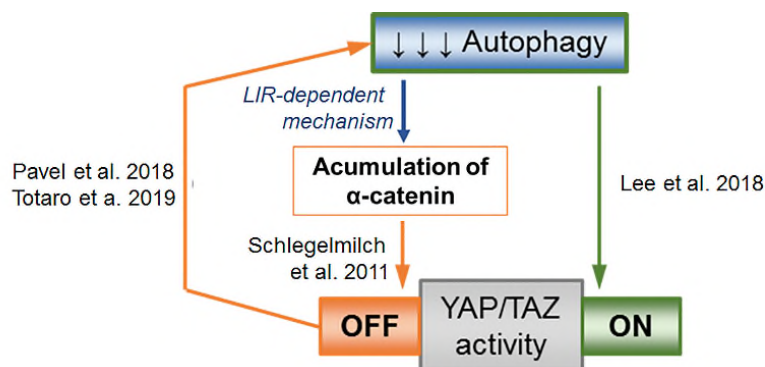 ↓ ↓ ↓ Autophagy
LIR-dependent
mechanism
Pavel et al. 2018
Totaro et a. 2019
Acumulation of
α-catenin
Lee et al. 2018
Schlegelmilch
et al. 2011
OFF
YAP/TAZ
activity
ON